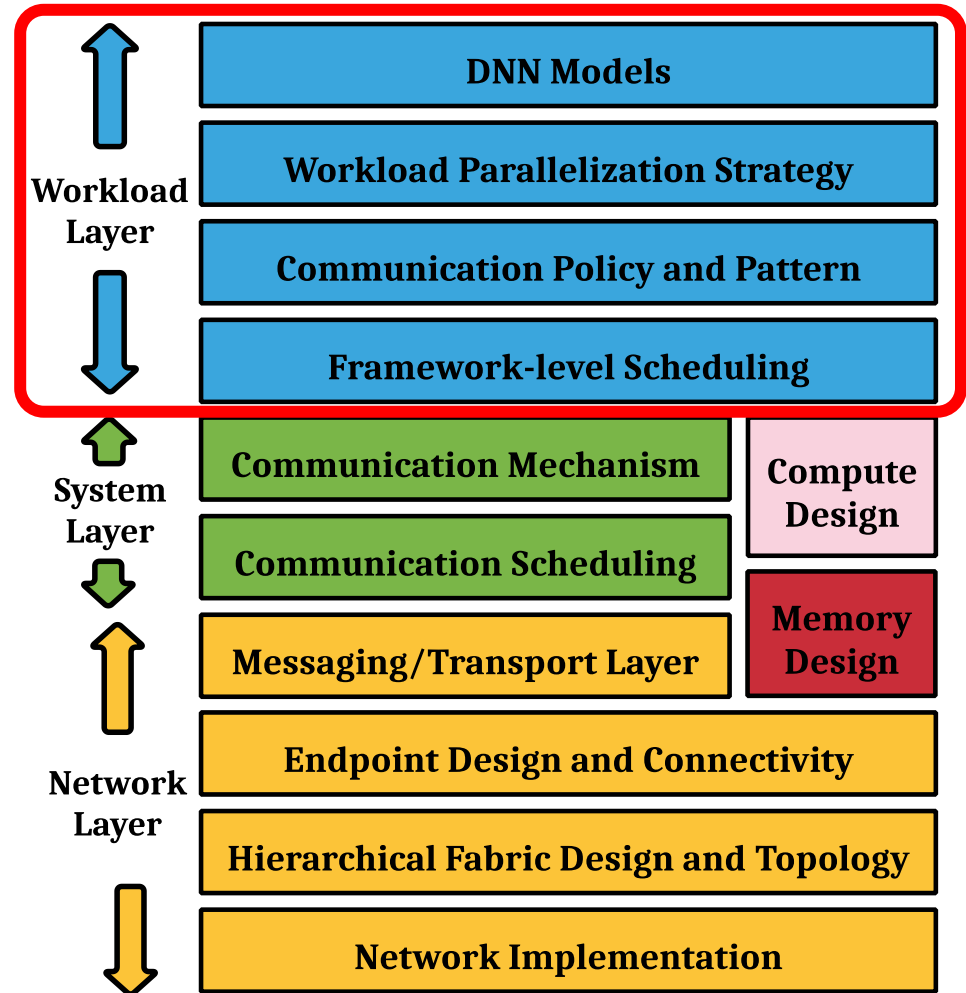 DNN Models
Workload Parallelization Strategy
Workload
Layer
Communication Policy and Pattern
Framework-level Scheduling
Communication Mechanism
Compute
Design
System
Layer
Communication Scheduling
Memory
Design
Messaging/Transport Layer
Endpoint Design and Connectivity
Network
Layer
Hierarchical Fabric Design and Topology
Network Implementation